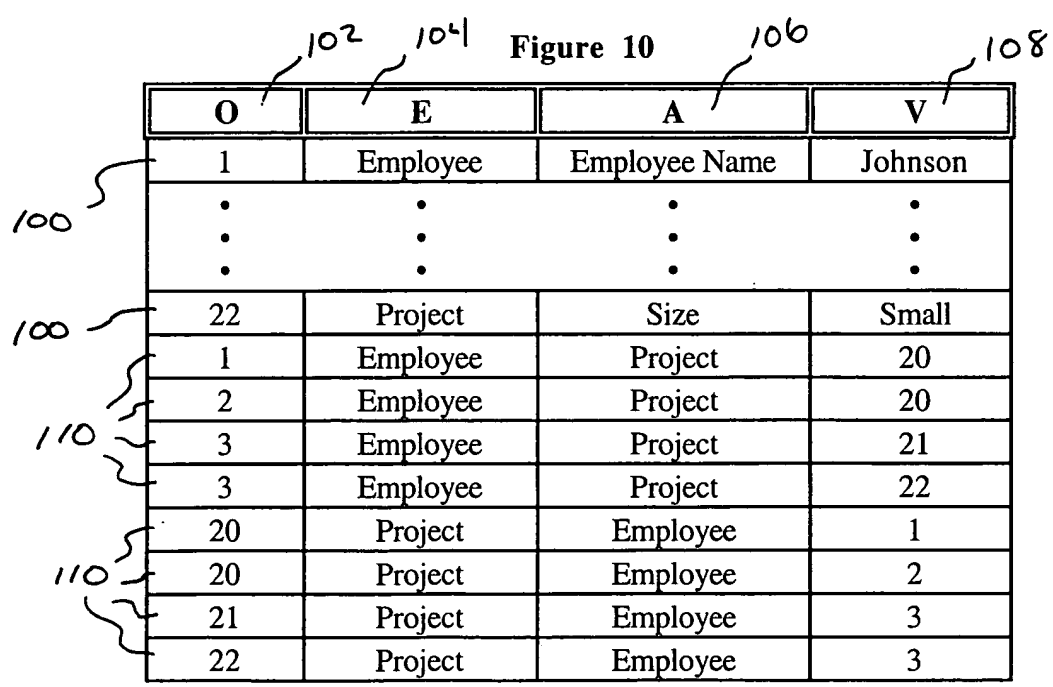 102 104 Figure 10 106 108
O E A V
1 Employee Employee Name Johnson
100
22 Project Size Small
100
1 Employee Project 20
2 Employee Project 20
110
3 Employee Project 21
3 Employee Project 22
20 Project Employee 1
110
20 Project Employee 2
21 Project Employee 3
22 Project Employee 3